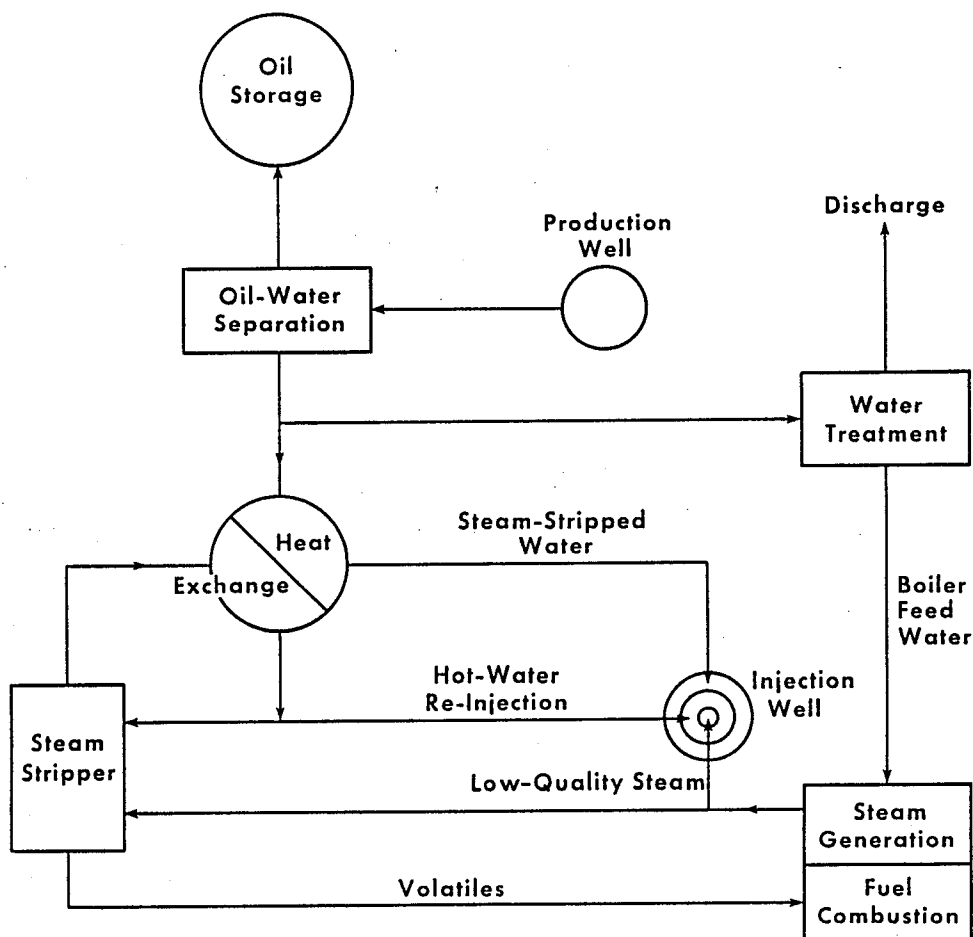 Oil
Storage
Production
Well
Discharge
Oil-Water
Separation
Water
Treatment
Steam-Stripped
Water
Heat
Exchange
Boiler
Feed
Water
Hot-Water
Re-Injection
Injection
Well
Steam
Stripper
Low-Quality Steam
Steam
Generation
Volatiles
Fuel
Combustion